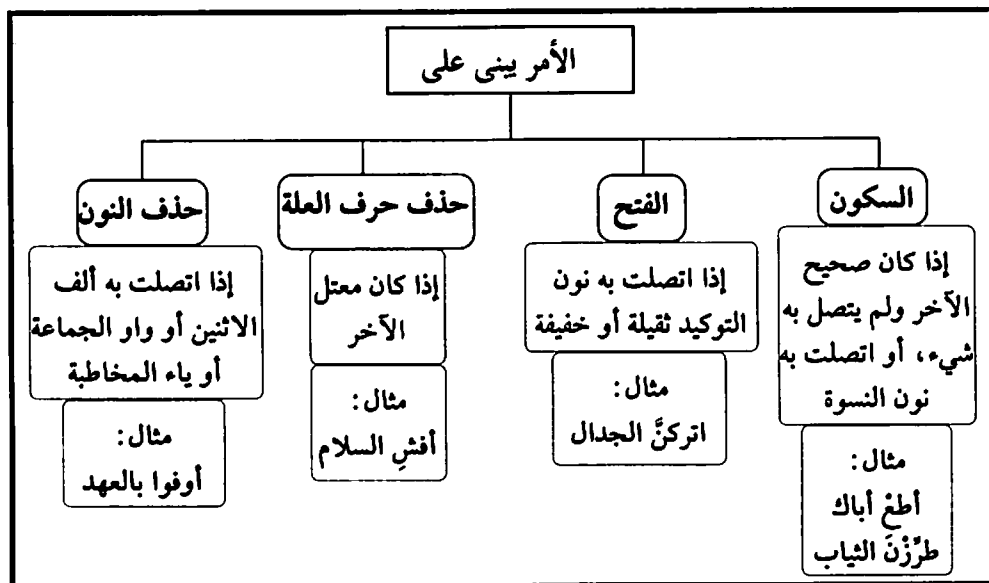 الأمر يبنى على
السكون
إذا كان صحيح
الآخر ولم يتصل به
شيء، أو اتصلت به
نون النسوة
مثال:
أطعْ أباك
طرِّزْنَ الثياب
الفتح
إذا اتصلت به نون
التوكيد ثقيلة أو خفيفة
مثال:
اتركنَّ الجدال
حذف حرف العلة
إذا كان معتل
الآخر
مثال:
أفشِ السلام
حذف النون
إذا اتصلت به ألف
الاثنين أو واو الجماعة
أو ياء المخاطبة
مثال:
أوفوا بالعهد